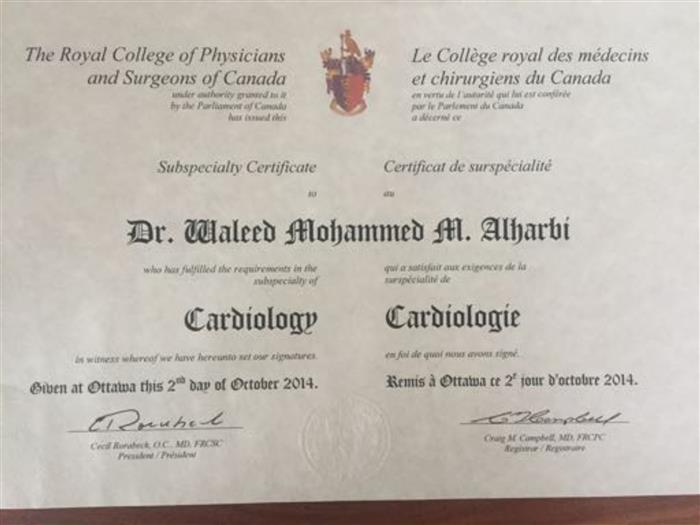 The Royal College of Physicians
and Surgeons of Canada
under authority granted to it
by the Parliament of Canada
has issued this
Le Collège royal des médecins
et chirurgiens du Canada
en vertu de l'autorité qui lui est conférée
par le Parlement du Canada
a décerné ce
Subspecialty Certificate
to
Certificat de surspécialité
au
Dr. Waleed Mohammed M. Alharbi
who has fulfilled the requirements in the
subspecialty of
qui a satisfait aux exigences de la
surspécialité de
Cardiology
Cardiologie
in witness whereof we have hereunto set our signatures.
en foi de quoi nous avons signé.
Given at Ottawa this 2nd day of October 2014.
Remis à Ottawa ce 2e jour d'octobre 2014.
Cecil Rorabeck, O.C., MD, FRCSC
President / Président
Craig M. Campbell, MD, FRCPC
Registrar / Registraire